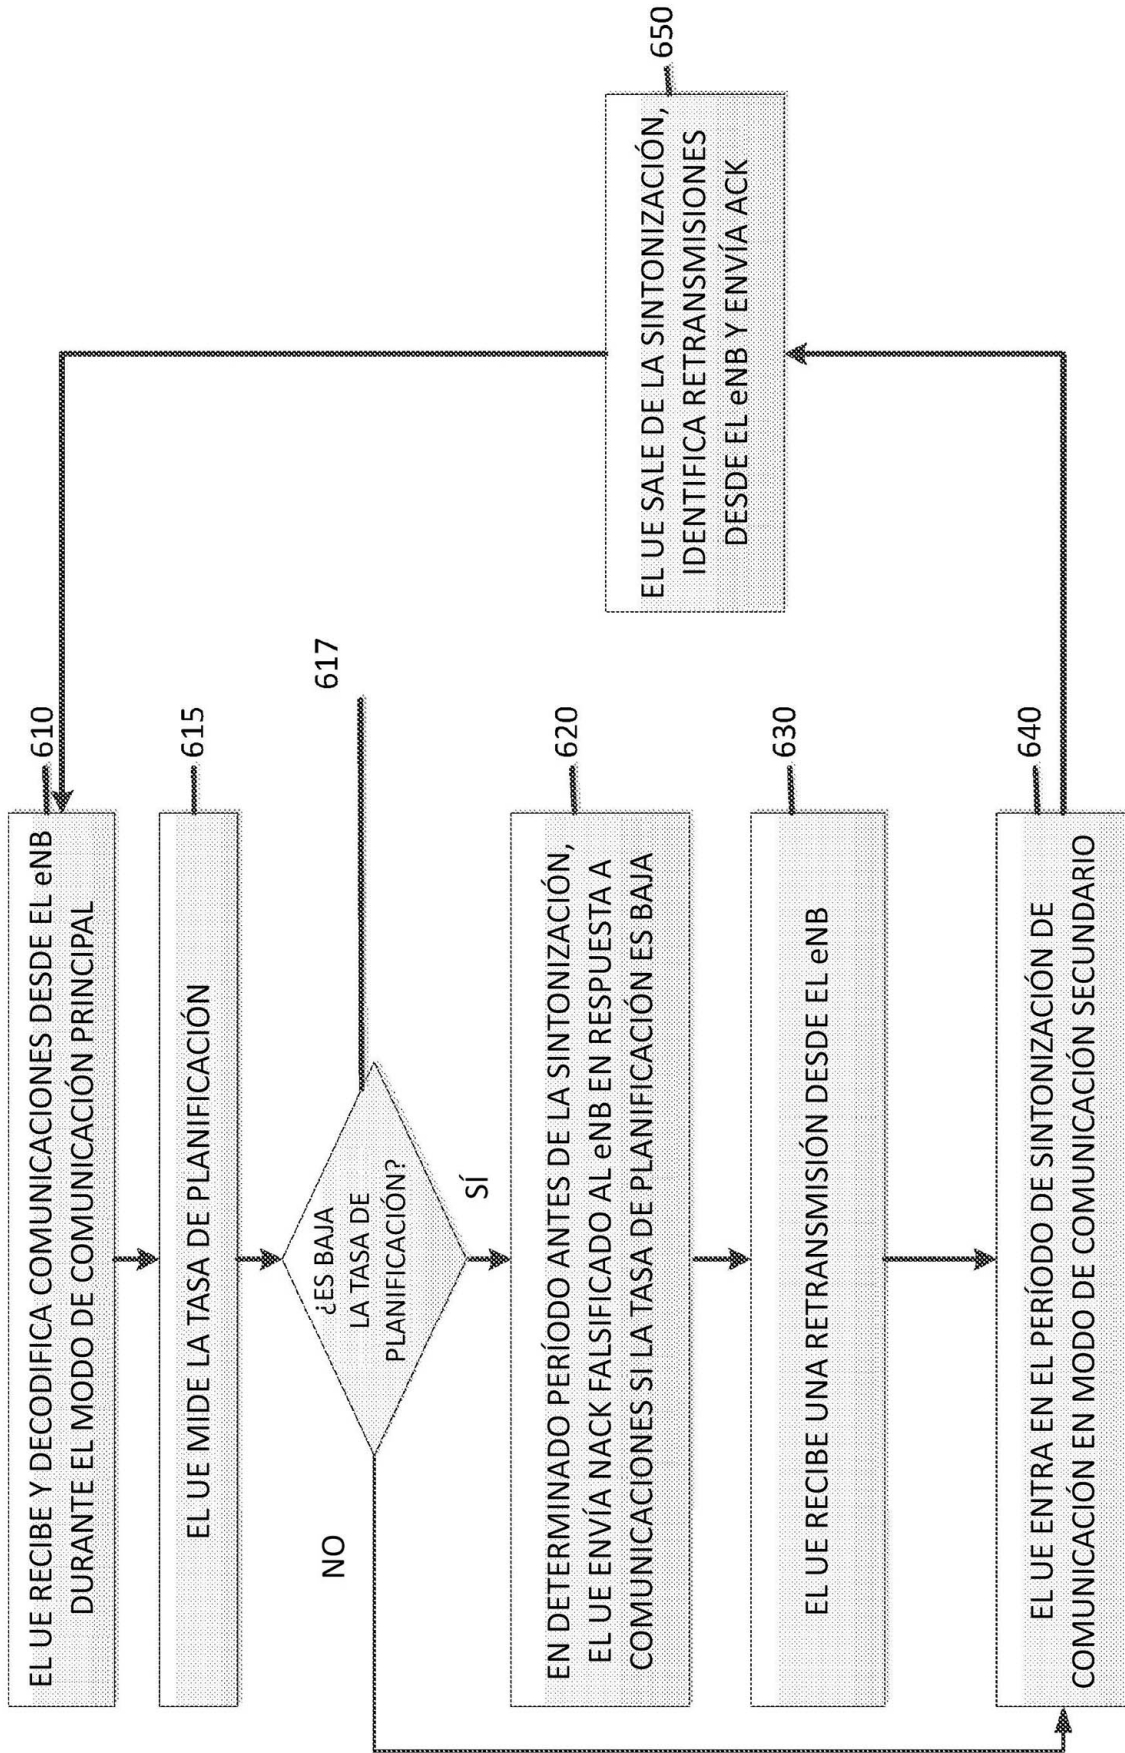 EL UE RECIBE Y DECODIFICA COMUNICACIONES DESDE EL eNB
DURANTE EL MODO DE COMUNICACIÓN PRINCIPAL
610
EL UE MIDE LA TASA DE PLANIFICACIÓN
615
¿ES BAJA
LA TASA DE
PLANIFICACIÓN?
617
NO
SÍ
EN DETERMINADO PERÍODO ANTES DE LA SINTONIZACIÓN,
EL UE ENVÍA NACK FALSIFICADO AL eNB EN RESPUESTA A
COMUNICACIONES SI LA TASA DE PLANIFICACIÓN ES BAJA
620
EL UE RECIBE UNA RETRANSMISIÓN DESDE EL eNB
630
EL UE ENTRA EN EL PERÍODO DE SINTONIZACIÓN DE
COMUNICACIÓN EN MODO DE COMUNICACIÓN SECUNDARIO
640
EL UE SALE DE LA SINTONIZACIÓN,
IDENTIFICA RETRANSMISIONES
DESDE EL eNB Y ENVÍA ACK
650